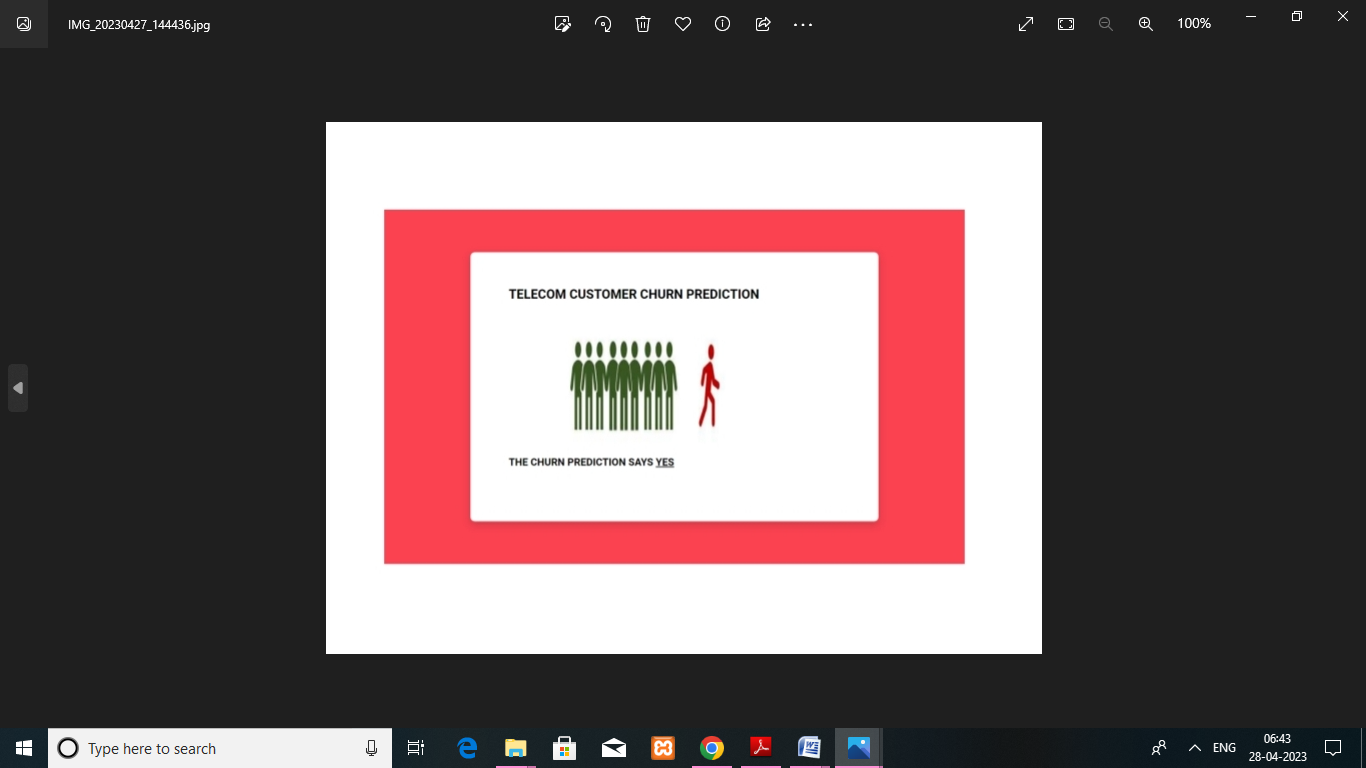 IMG_20230427_144436.jpg
100%
TELECOM CUSTOMER CHURN PREDICTION
THE CHURN PREDICTION SAYS YES
Type here to search
ENG
06:43
28-04-2023